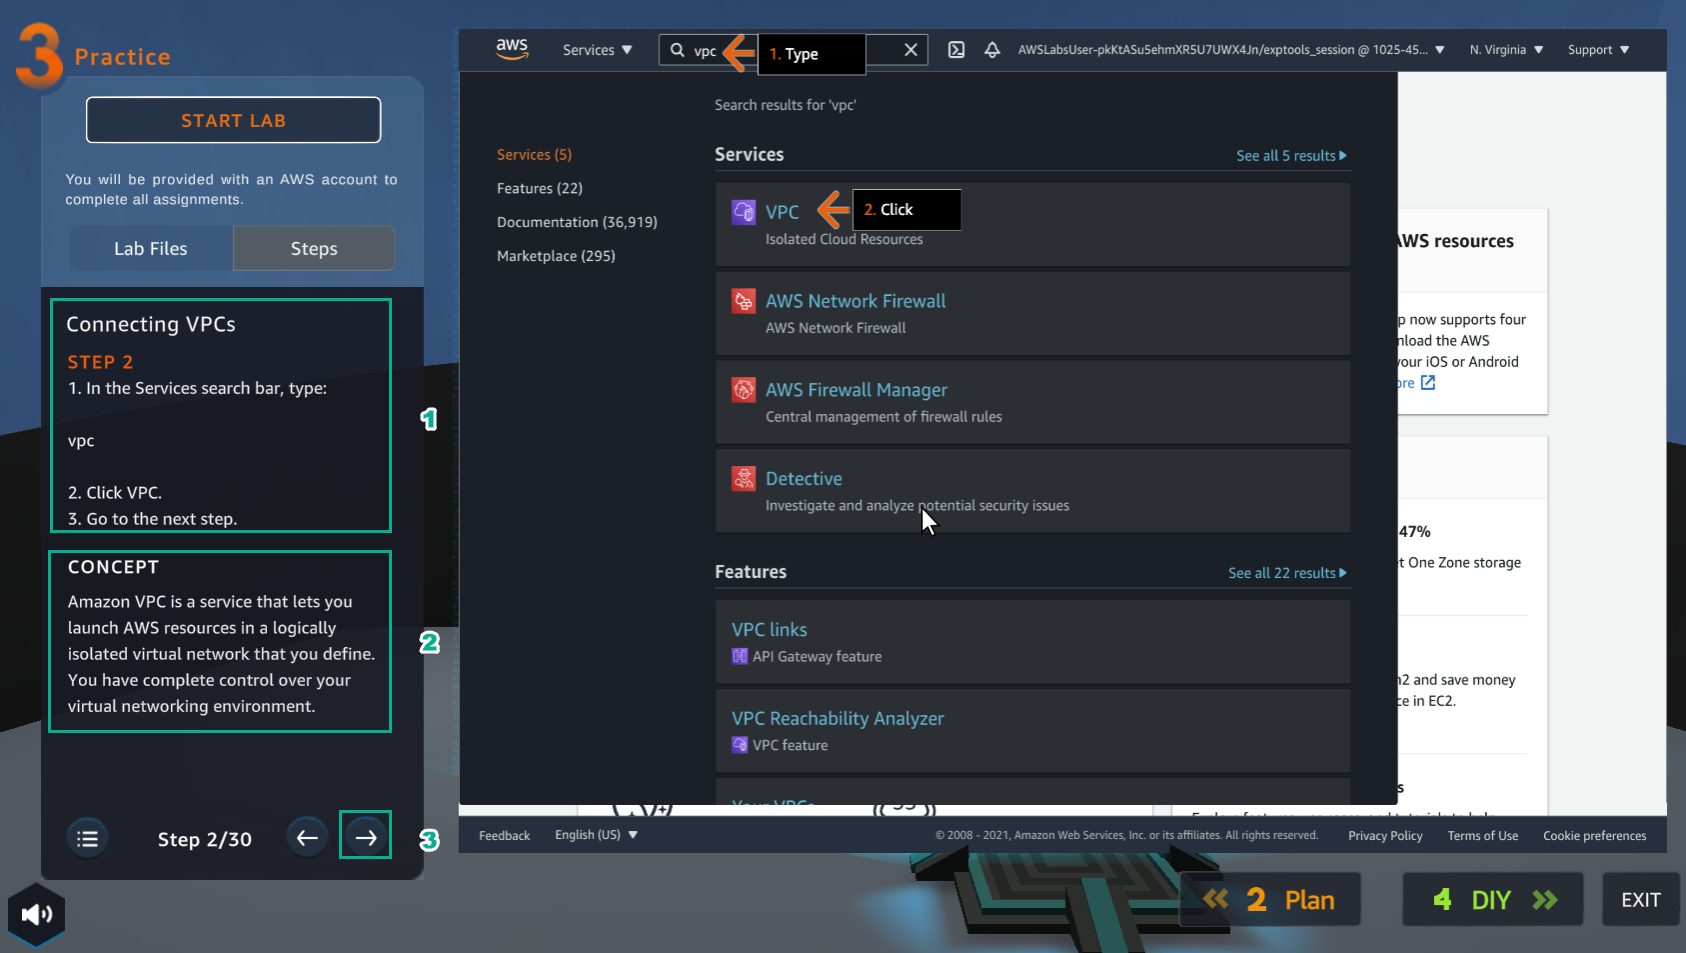 3 Practice
START LAB
You will be provided with an AWS account to
complete all assignments.
Lab Files
Steps
Connecting VPCs
STEP 2
1. In the Services search bar, type:
vpc
2. Click VPC.
3. Go to the next step.
1
CONCEPT
Amazon VPC is a service that lets you
launch AWS resources in a logically
isolated virtual network that you define.
You have complete control over your
virtual networking environment.
2
Step 2/30
3
aws
Services
vpc
1. Type
AWSLabsUser-pkKtASu5ehmXR5U7UWX4Jn/exptools_session @ 1025-45...
N. Virginia
Support
Search results for 'vpc'
Services (5)
Features (22)
Documentation (36,919)
Marketplace (295)
Services
See all 5 results
VPC
2. Click
Isolated Cloud Resources
AWS Network Firewall
AWS Network Firewall
AWS Firewall Manager
Central management of firewall rules
Detective
Investigate and analyze potential security issues
Features
See all 22 results
VPC links
API Gateway feature
VPC Reachability Analyzer
VPC feature
Your VPCs
AWS resources
p now supports four
nload the AWS
your iOS or Android
ore
47%
t One Zone storage
n2 and save money
ce in EC2.
s
Feedback
English (US)
© 2008 - 2021, Amazon Web Services, Inc. or its affiliates. All rights reserved.
Privacy Policy
Terms of Use
Cookie preferences
2 Plan
4 DIY
EXIT